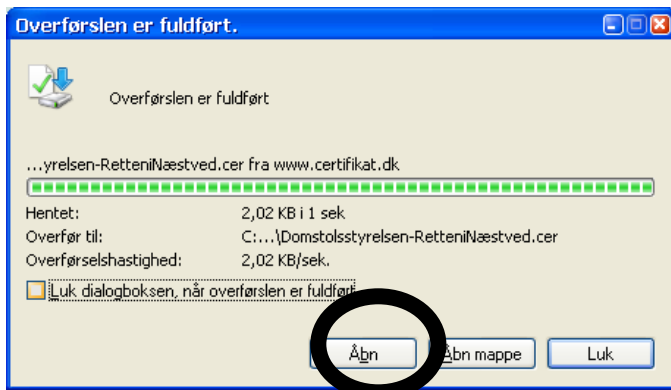 Overførslen er fuldført.
Overførslen er fuldført
...yrelsen-RetteniNæstved.cer fra www.certifikat.dk
Hentet: 2,02 KB i 1 sek
Overfør til: C:...\Domstolsstyrelsen-RetteniNæstved.cer
Overførselshastighed: 2,02 KB/sek.
Luk dialogboksen, når overførslen er fuldført
Åbn Åbn mappe Luk